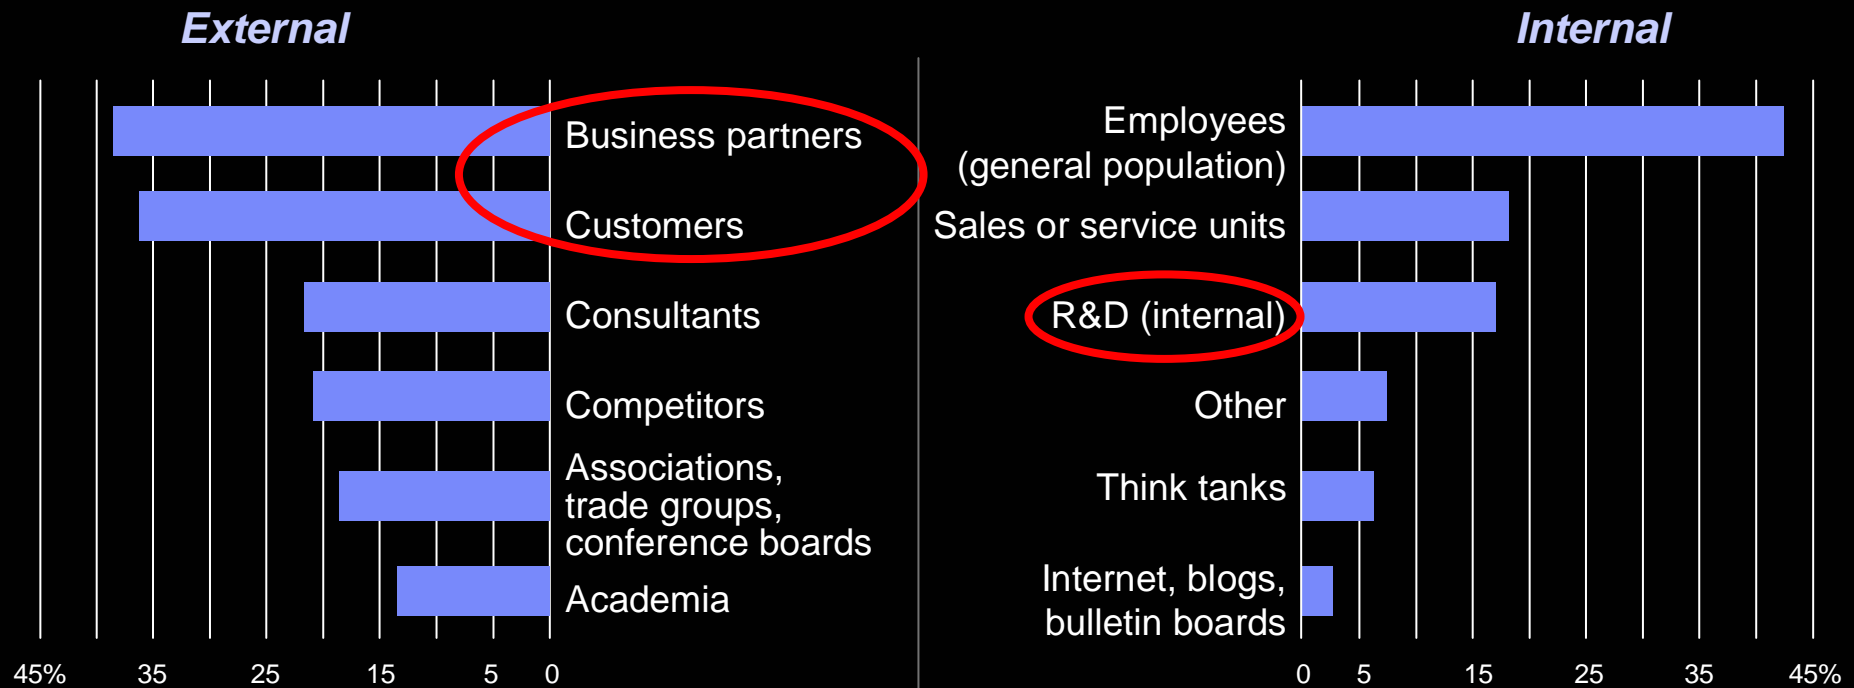 External
Business partners
Customers
Consultants
Competitors
Associations,
trade groups,
conference boards
Academia
45% 35 25 15 5 0
Internal
Employees
(general population)
Sales or service units
R&D (internal)
Other
Think tanks
Internet, blogs,
bulletin boards
0 5 15 25 35 45%